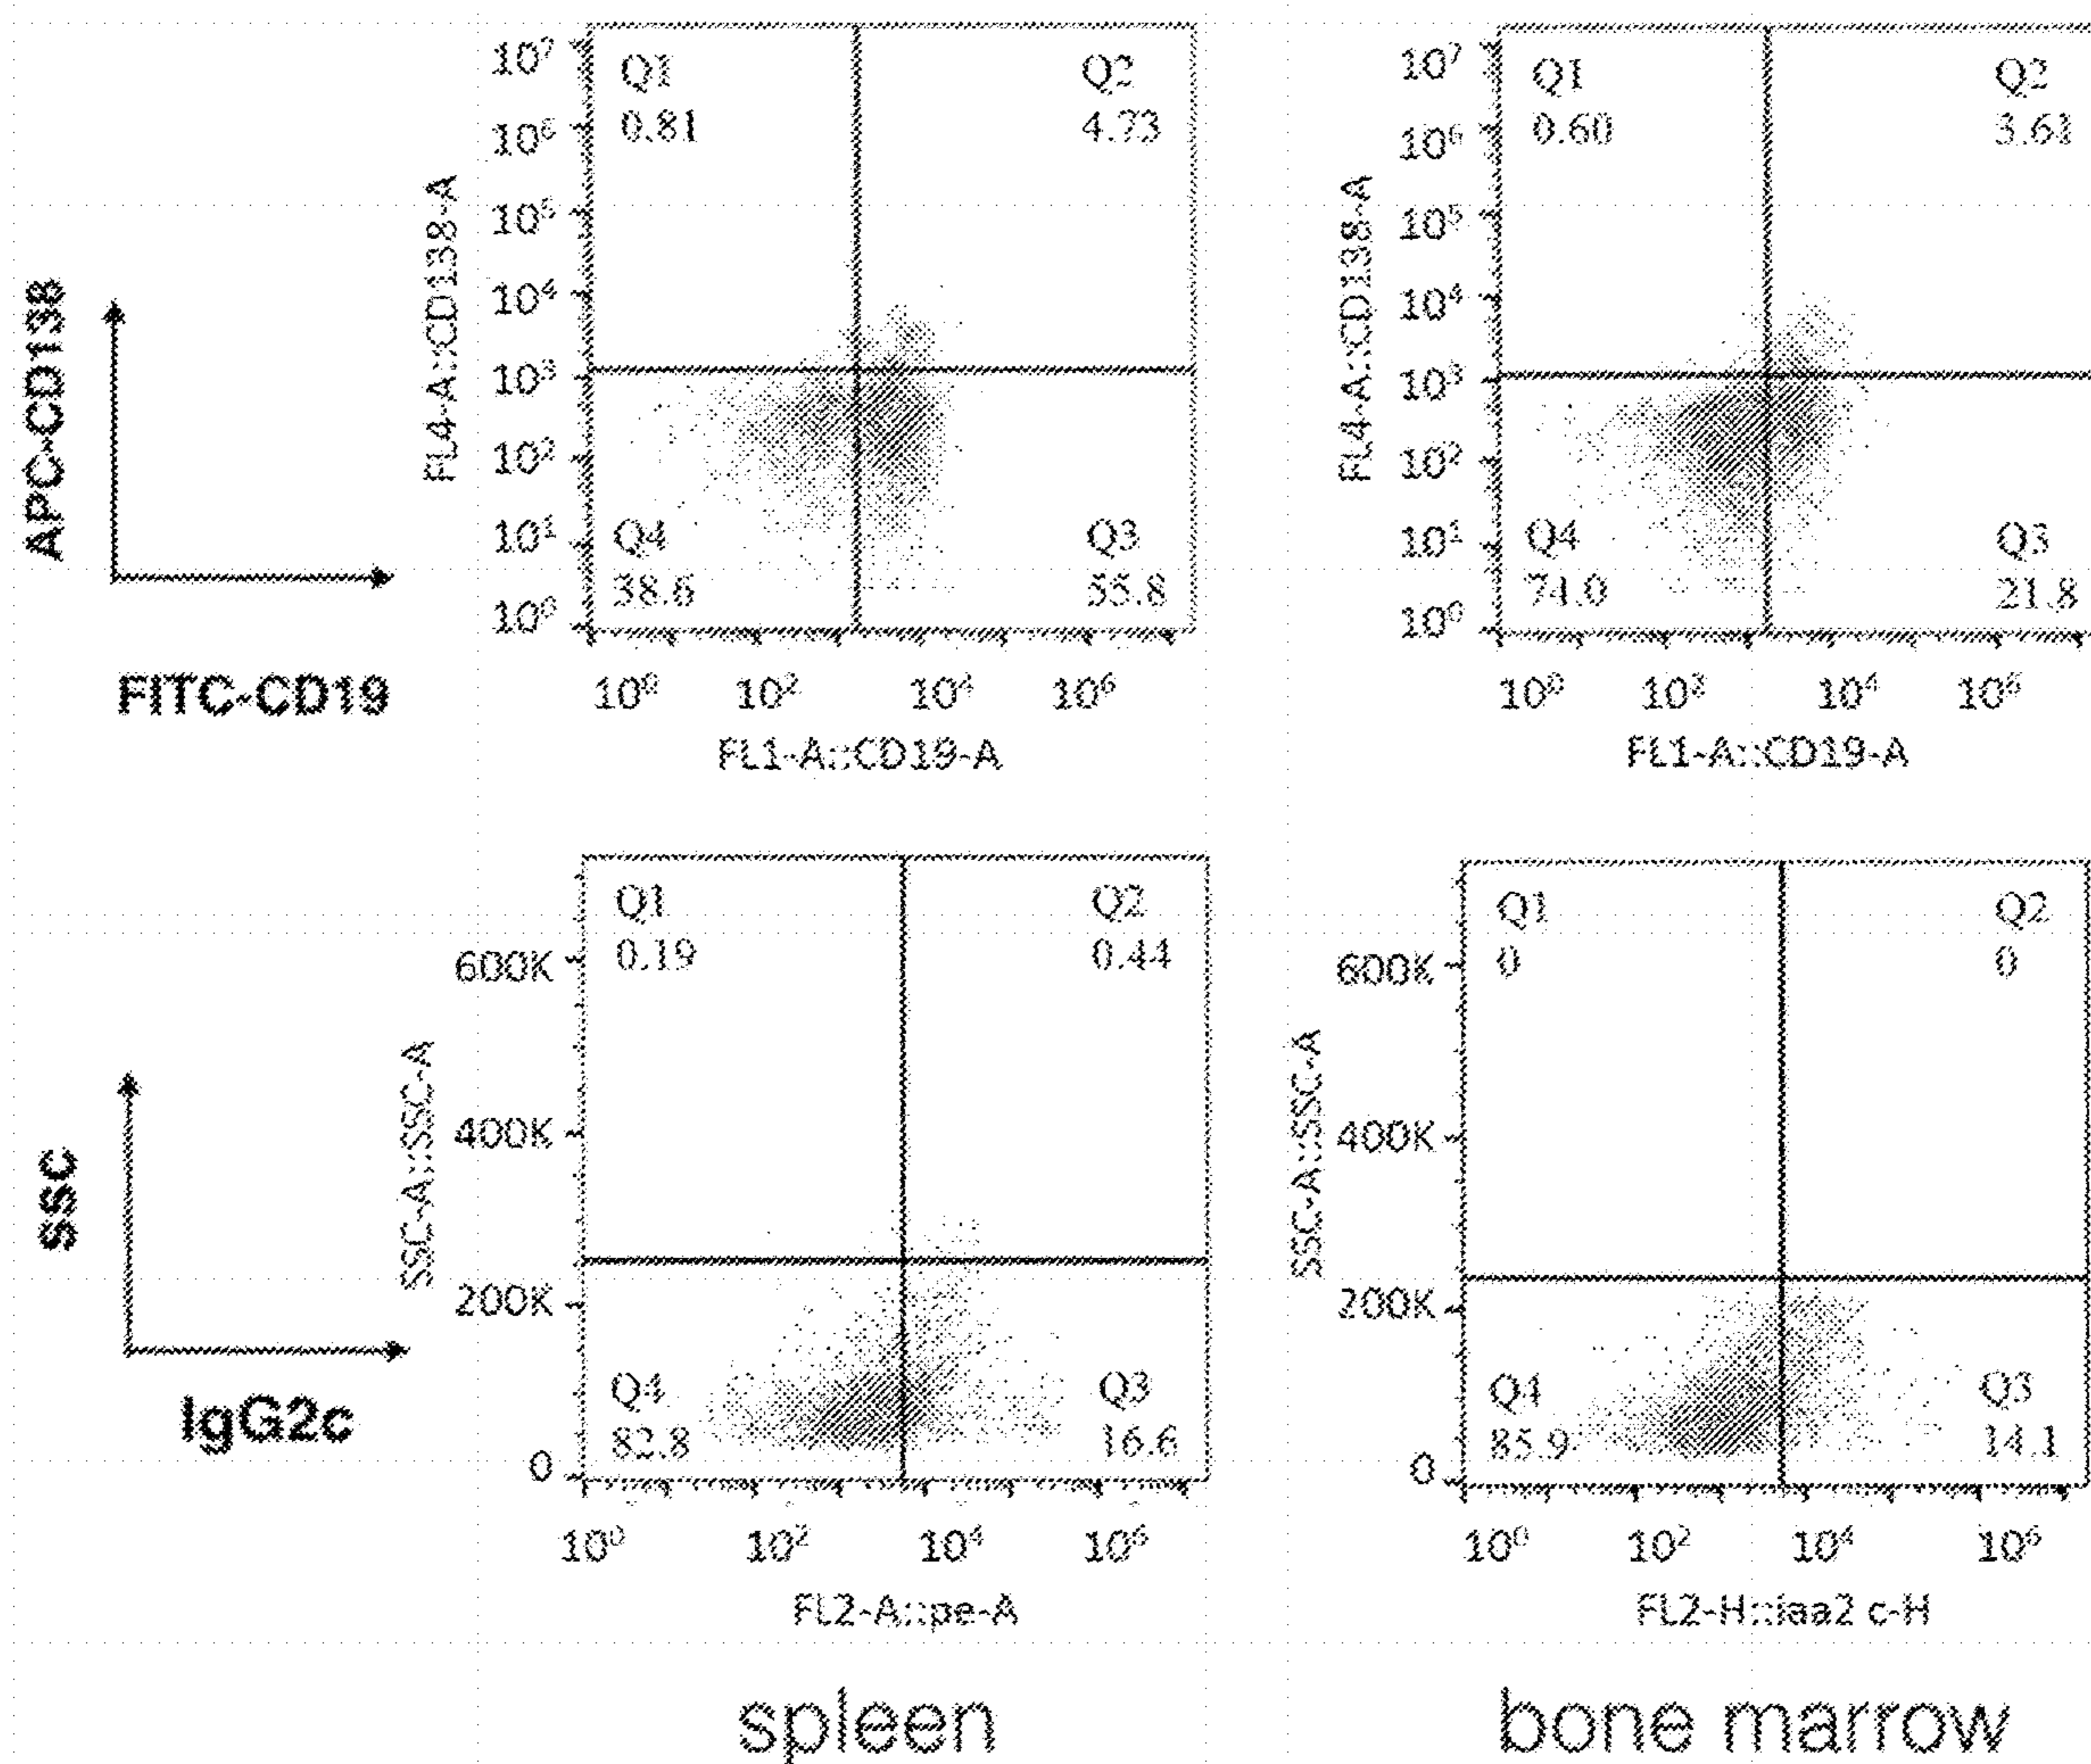 APC-CD138
FITC-CD19
FL4-A::CD138-A
10⁷
10⁶
10⁵
10⁴
10³
10²
10¹
10⁰
Q1
0.81
Q2
4.73
Q4
38.6
Q3
55.8
10⁰ 10² 10⁴ 10⁶
FL1-A::CD19-A
FL4-A::CD138-A
10⁷
10⁶
10⁵
10⁴
10³
10²
10¹
10⁰
Q1
0.60
Q2
3.61
Q4
74.0
Q3
21.8
10⁰ 10² 10⁴ 10⁶
FL1-A::CD19-A
SSC
IgG2c
SSC-A::SSC-A
600K
400K
200K
0
Q1
0.19
Q2
0.44
Q4
82.8
Q3
16.6
10⁰ 10² 10⁴ 10⁶
FL2-A::pe-A
SSC-A::SSC-A
600K
400K
200K
0
Q1
0
Q2
0
Q4
85.9
Q3
14.1
10⁰ 10² 10⁴ 10⁶
FL2-H::iaa2 c-H
spleen
bone marrow